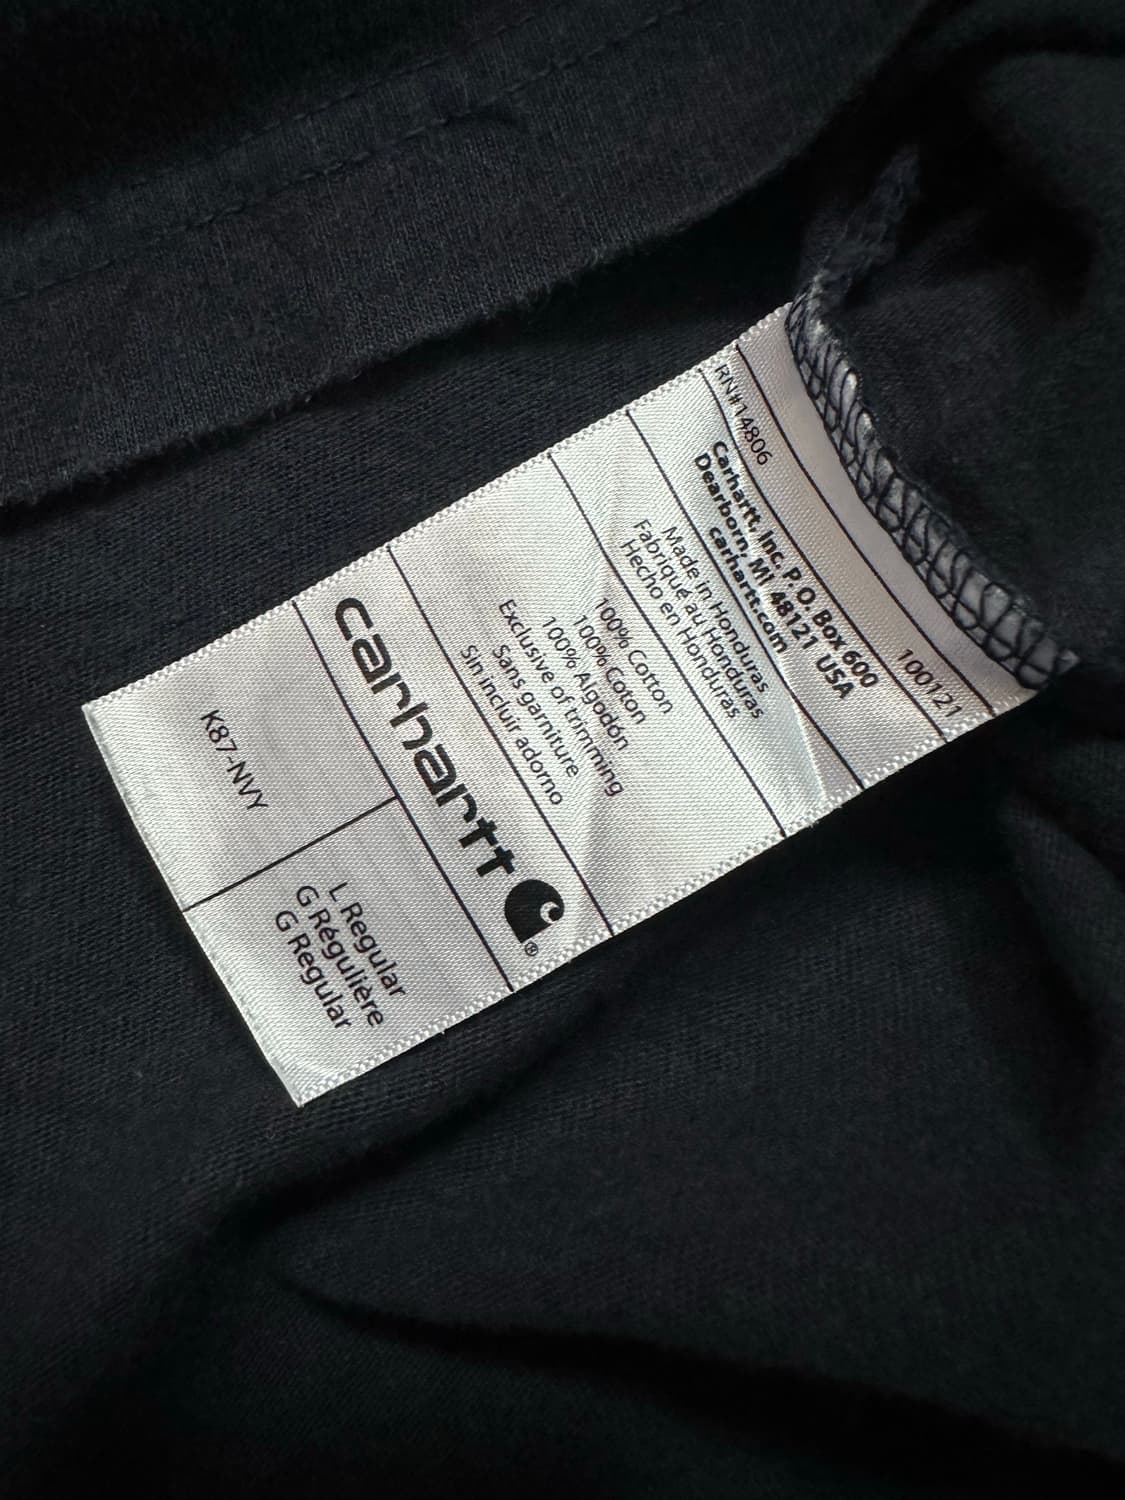 RN#14806
100121
Carhartt, Inc. P. O. Box 600
Dearborn, MI 48121 USA
carhartt.com
Made in Honduras
Fabriqué au Honduras
Hecho en Honduras
100% Cotton
100% Coton
100% Algodón
Exclusive of trimming
Sans garniture
Sin incluir adorno
carhartt ®
K87-NVY
L Regular
G Régulière
G Regular